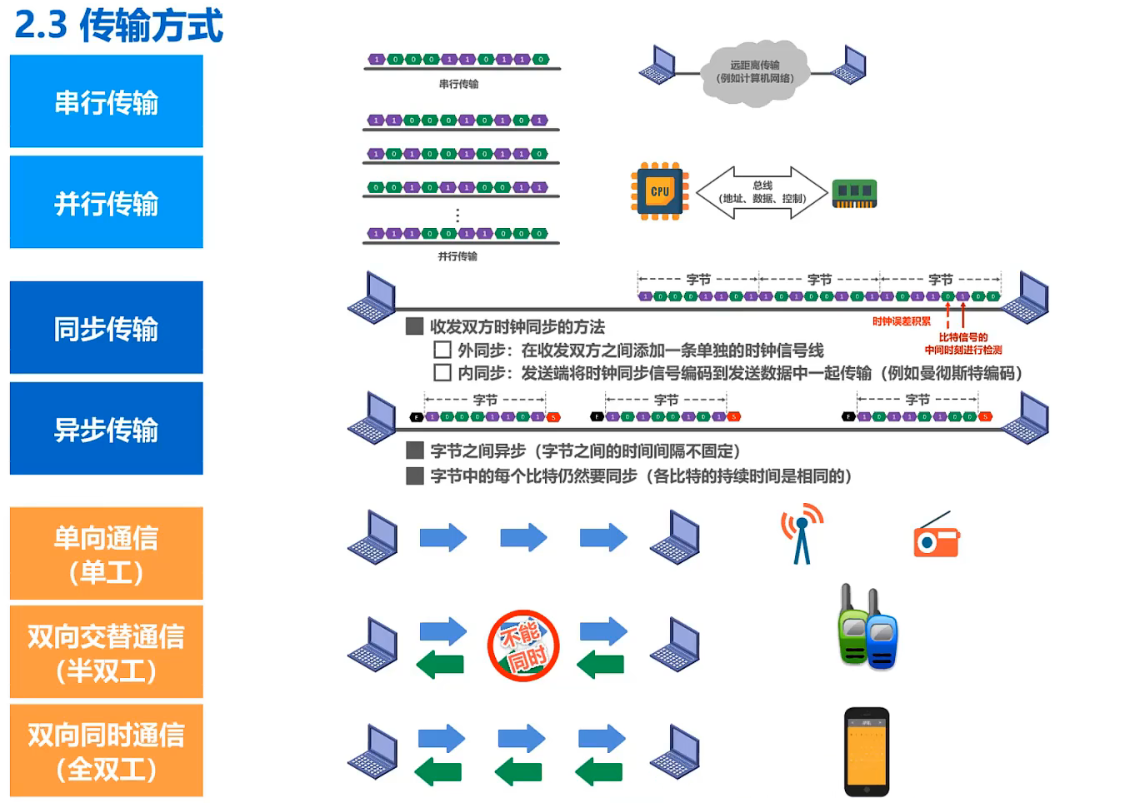 2.3 传输方式
串行传输
1 0 0 0 1 1 0 1 1 0
串行传输
远距离传输
(例如计算机网络)
并行传输
1 1 0 0 0 1 0 1 0 1
1 0 1 0 0 1 0 1 1 0
0 0 1 0 1 1 0 0 1 1
1 1 1 0 0 1 1 0 0 0
并行传输
CPU
总线
(地址、数据、控制)
同步传输
字节 字节 字节
时钟误差积累
比特信号的
中间时刻进行检测
收发双方时钟同步的方法
外同步：在收发双方之间添加一条单独的时钟信号线
内同步：发送端将时钟同步信号编码到发送数据中一起传输（例如曼彻斯特编码）
异步传输
字节 字节 字节
字节之间异步（字节之间的时间间隔不固定）
字节中的每个比特仍然要同步（各比特的持续时间是相同的）
单向通信
（单工）
双向交替通信
（半双工）
不能
同时
双向同时通信
（全双工）